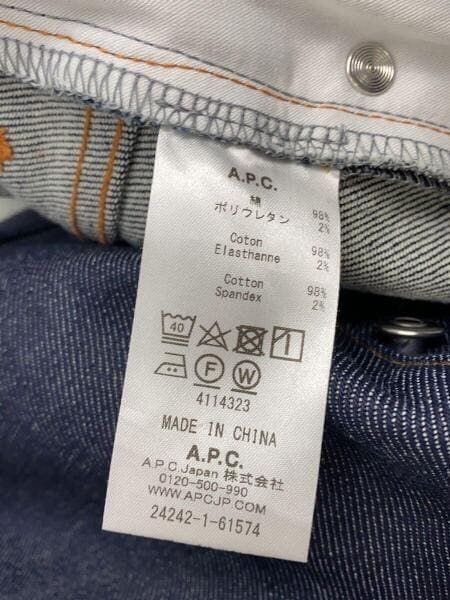 A.P.C.
綿 98%
ポリウレタン 2%
Coton 98%
Elasthanne 2%
Cotton 98%
Spandex 2%
40
F W
4114323
MADE IN CHINA
A.P.C.
A.P.C.Japan 株式会社
0120-500-990
WWW.APCJP.COM
24242-1-61574